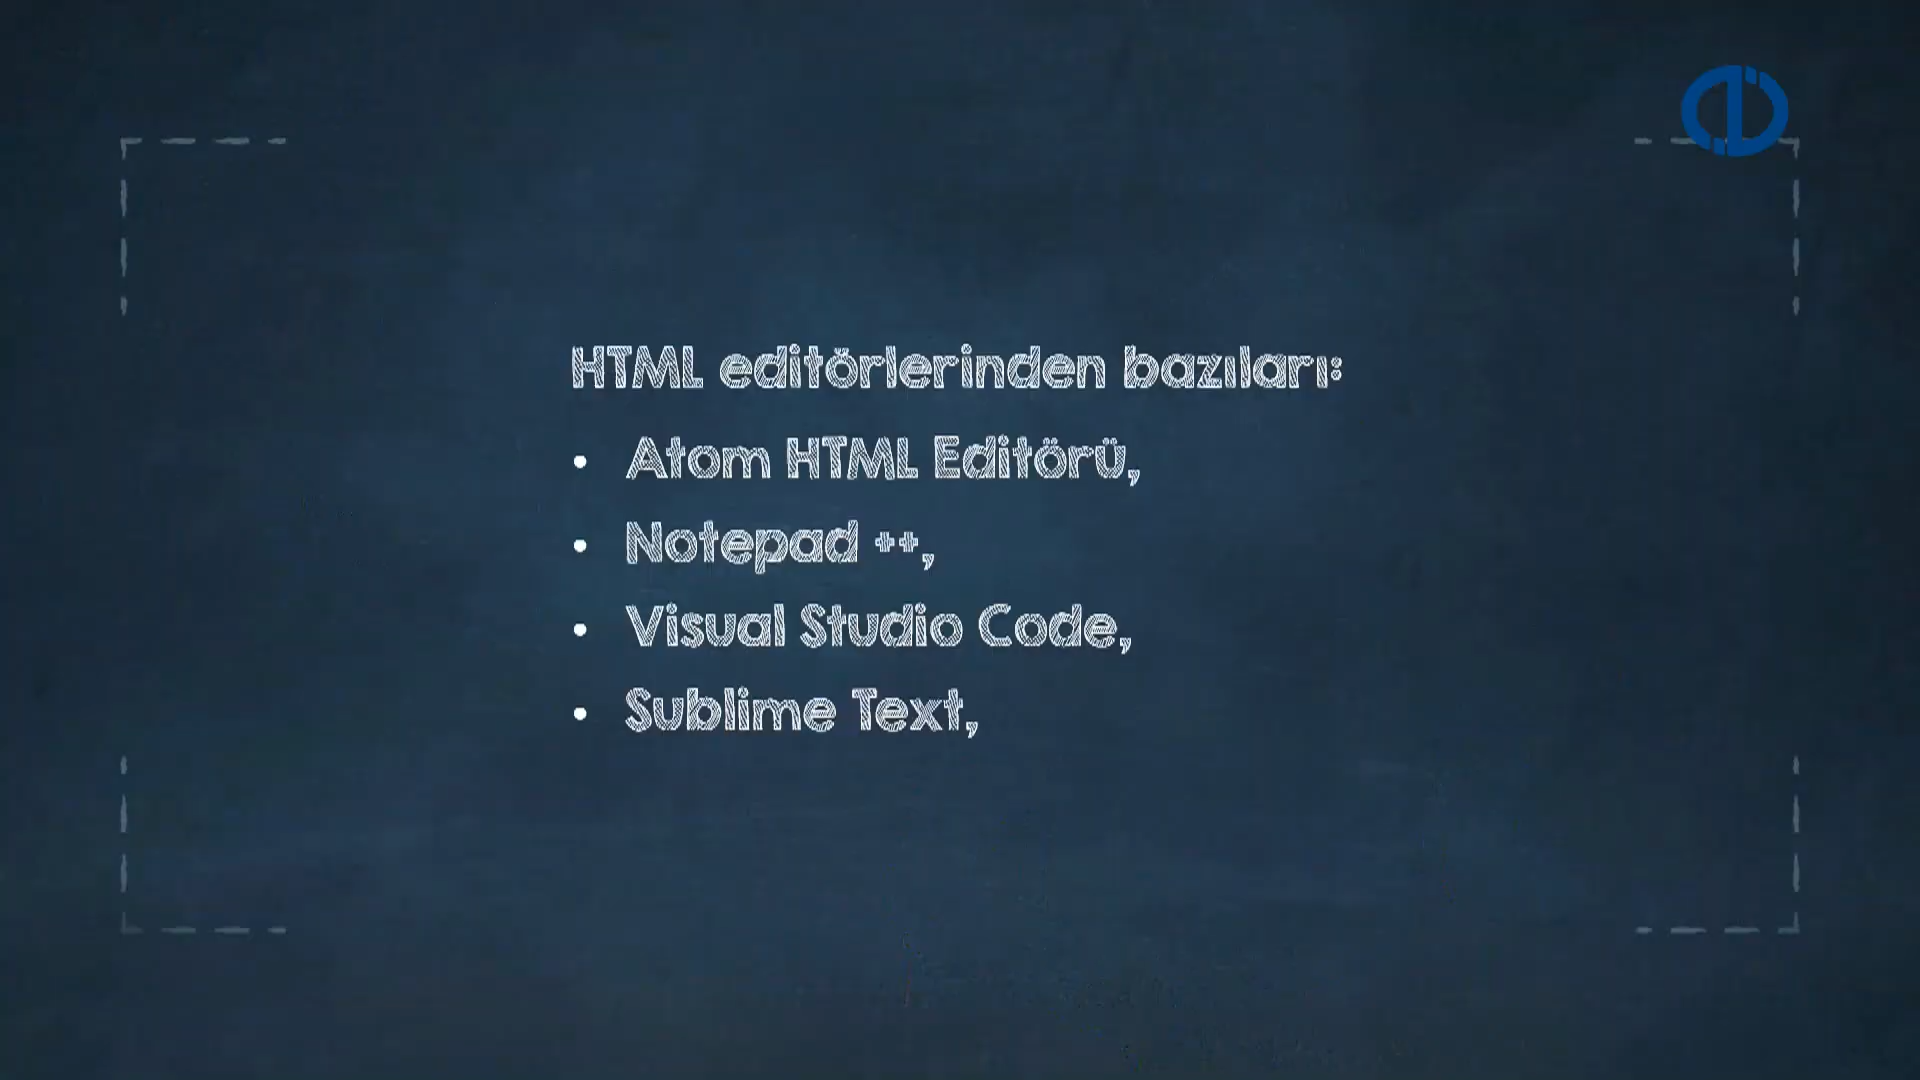 HTML editörlerinden bazıları:
• Atom HTML Editörü,
• Notepad ++,
• Visual Studio Code,
• Sublime Text,